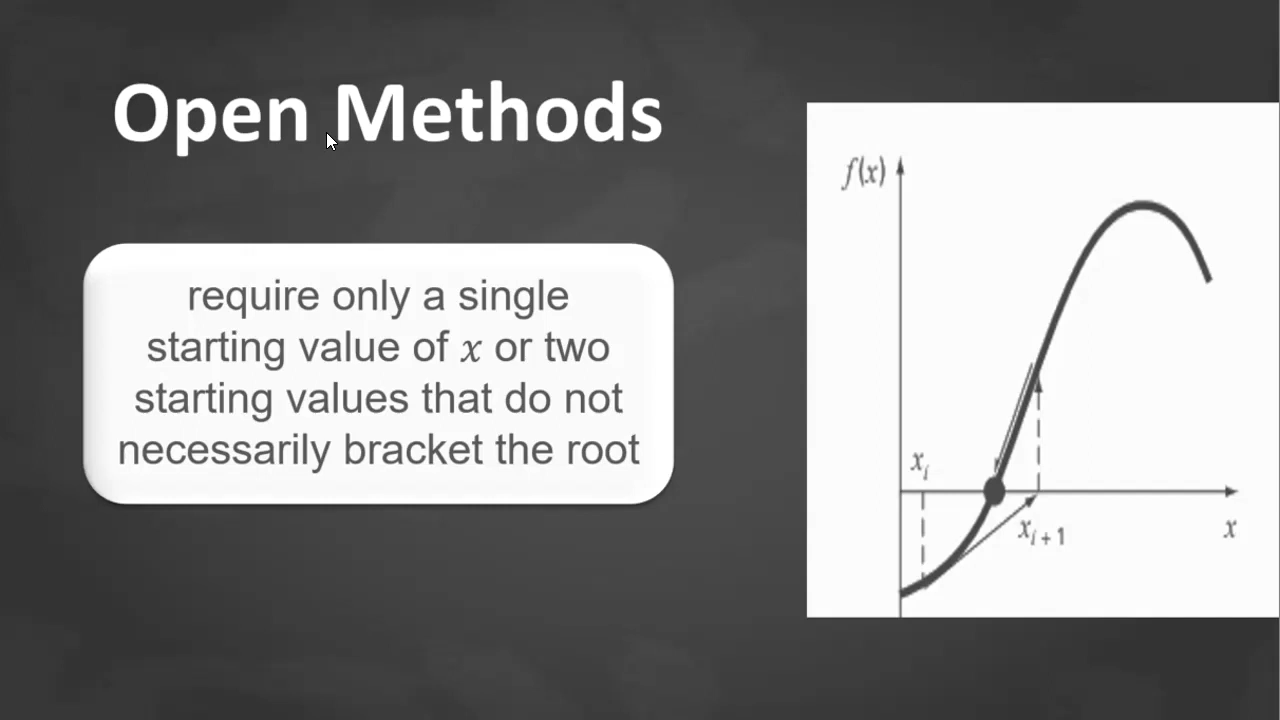 Open Methods
require only a single
starting value of x or two
starting values that do not
necessarily bracket the root
f(x)
x_i
x_{i+1}
x